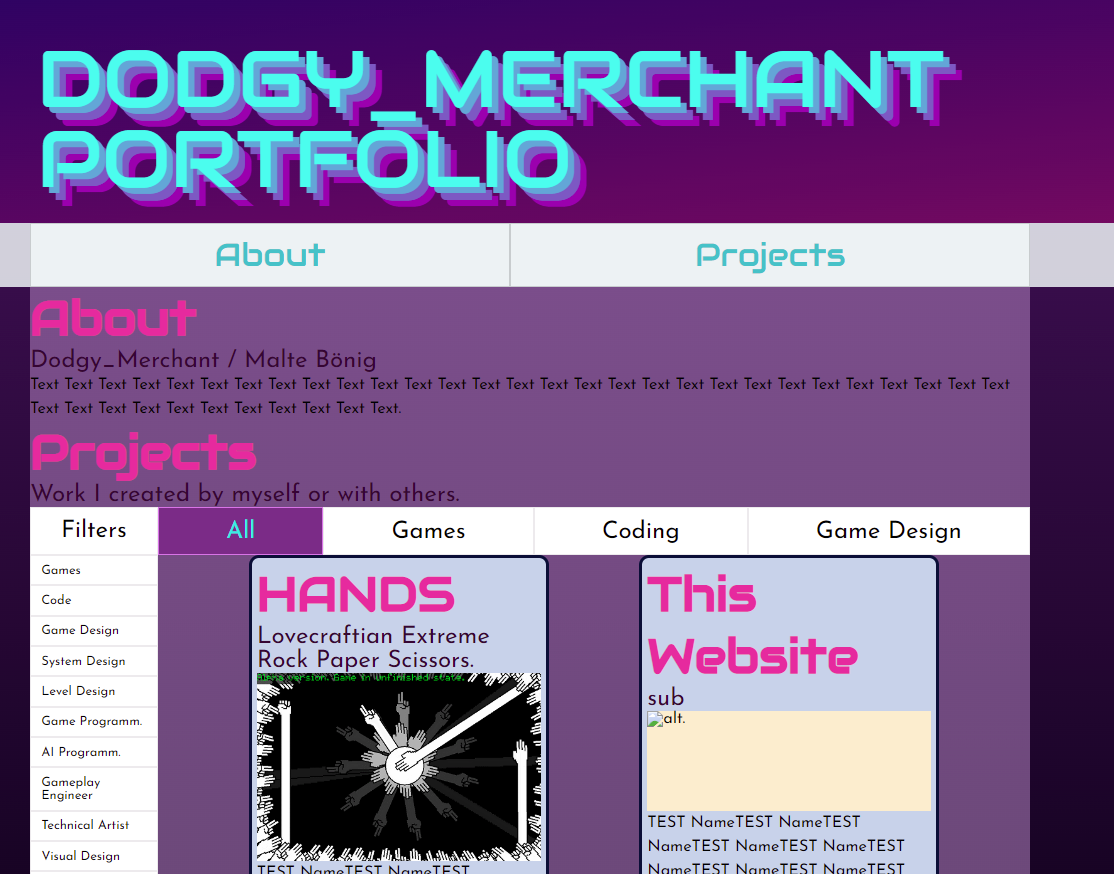 DODGY_MERCHANT
PORTFOLIO
About
Projects
About
Dodgy_Merchant / Malte Bönig
Text Text Text Text Text Text Text Text Text Text Text Text Text Text Text Text Text Text Text Text Text Text Text Text Text Text Text Text Text
Text Text Text Text Text Text Text Text Text Text Text.
Projects
Work I created by myself or with others.
Filters
All
Games
Coding
Game Design
Games
Code
Game Design
System Design
Level Design
Game Programm.
AI Programm.
Gameplay
Engineer
Technical Artist
Visual Design
HANDS
Lovecraftian Extreme
Rock Paper Scissors.
version. Game in unfinished state.
TEST NameTEST NameTEST
This
Website
sub
alt.
TEST NameTEST NameTEST
NameTEST NameTEST NameTEST
NameTEST NameTEST NameTEST